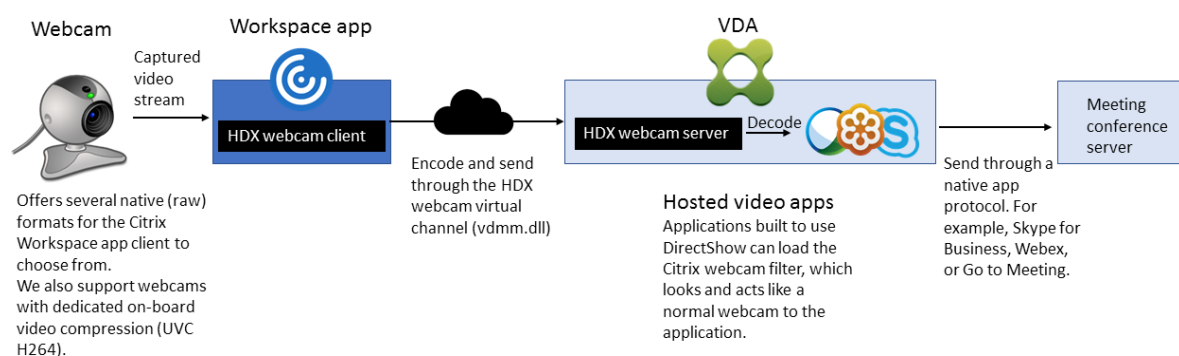 Webcam
Captured
video
stream
Offers several native (raw)
formats for the Citrix
Workspace app client to
choose from.
We also support webcams
with dedicated on-board
video compression (UVC
H264).
Workspace app
HDX webcam client
Encode and send
through the HDX
webcam virtual
channel (vdmm.dll)
VDA
HDX webcam server
Decode
S
Hosted video apps
Applications built to use
DirectShow can load the
Citrix webcam filter, which
looks and acts like a
normal webcam to the
application.
Send through a
native app
protocol. For
example, Skype for
Business, Webex,
or Go to Meeting.
Meeting
conference
server